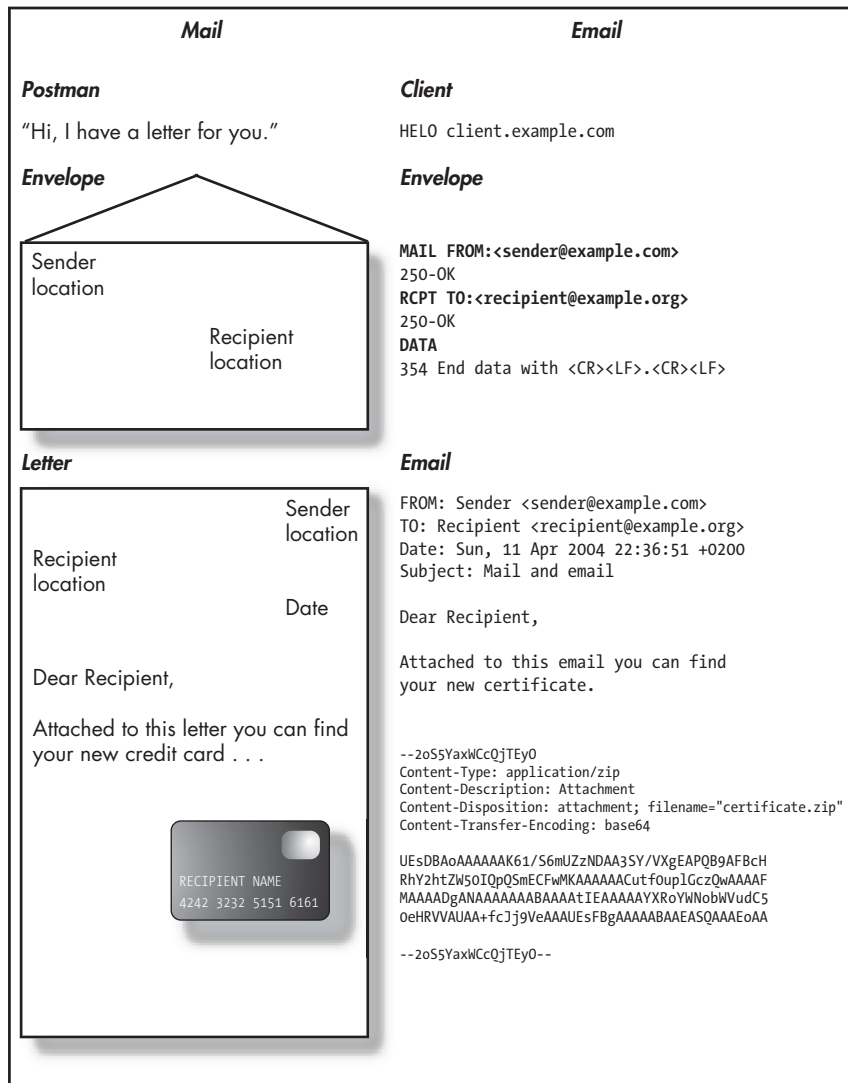 Mail
Email
Postman
"Hi, I have a letter for you."
Client
HELO client.example.com
Envelope
Sender
location
Recipient
location
Envelope
MAIL FROM:<sender@example.com>
250-OK
RCPT TO:<recipient@example.org>
250-OK
DATA
354 End data with <CR><LF>.<CR><LF>
Letter
Sender
location
Recipient
location
Date
Dear Recipient,
Attached to this letter you can find
your new credit card . . .
RECIPIENT NAME
4242 3232 5151 6161
Email
FROM: Sender <sender@example.com>
TO: Recipient <recipient@example.org>
Date: Sun, 11 Apr 2004 22:36:51 +0200
Subject: Mail and email
Dear Recipient,
Attached to this email you can find
your new certificate.
--2oS5YaxWCcQjTEyO
Content-Type: application/zip
Content-Description: Attachment
Content-Disposition: attachment; filename="certificate.zip"
Content-Transfer-Encoding: base64
UEsDBAoAAAAAAK61/S6mUZzNDAA3SY/VXgEAPQB9AFBcH
RhY2htZW50IQpQSmECFwMKAAAAAACutfOuplGczQwAAAAF
MAAAADgANAAAAAAABAAAAtIEAAAAAYXRoYWNobWVudC5
0eHRVVAUAA+fcJj9VeAAAUEsFBgAAAAABAAEASQAAAEoAA
--2oS5YaxWCcQjTEyO--